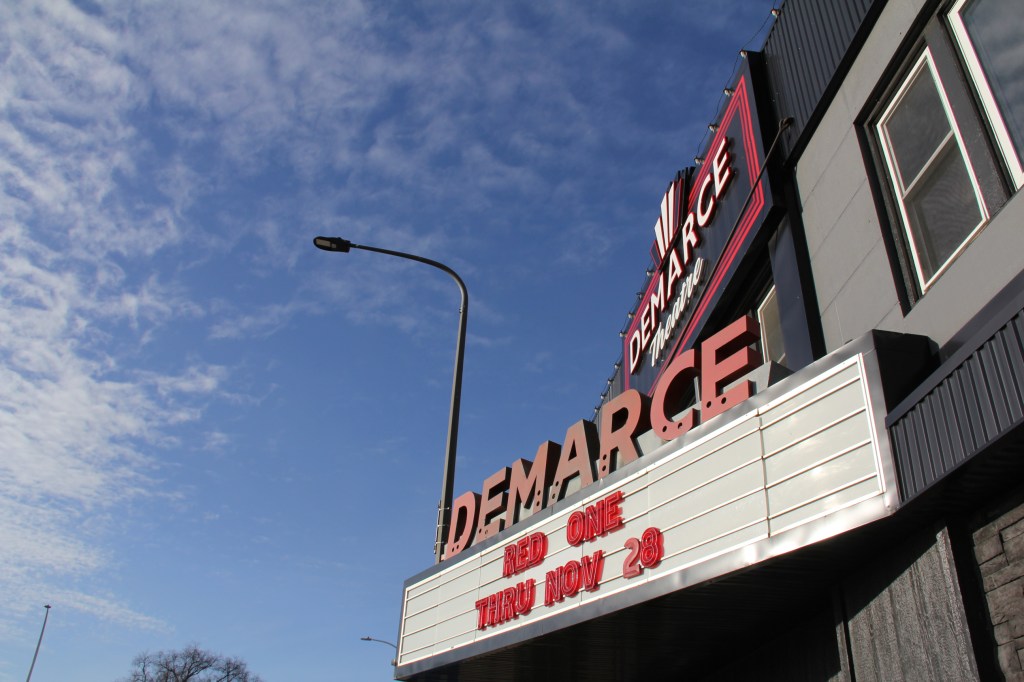 DEMARCE
Theatre
DEMARCE
RED ONE
THRU NOV 28